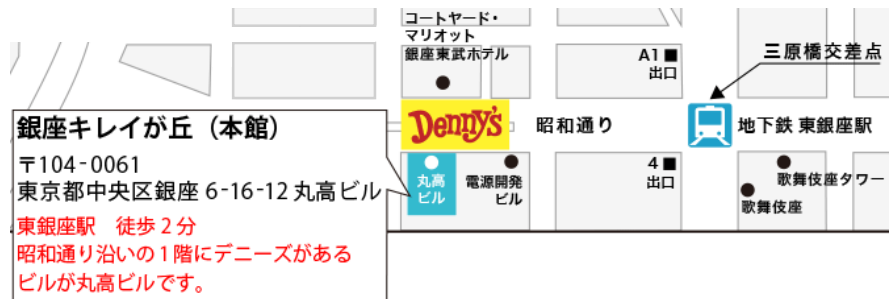 コートヤード・
マリオット
銀座東武ホテル
A1
出口
三原橋交差点
Denny's
昭和通り
地下鉄 東銀座駅
銀座キレイが丘（本館）
〒104-0061
東京都中央区銀座 6-16-12 丸高ビル
東銀座駅　徒歩 2 分
昭和通り沿いの 1 階にデニーズがある
ビルが丸高ビルです。
丸高
ビル
電源開発
ビル
4
出口
歌舞伎座タワー
歌舞伎座